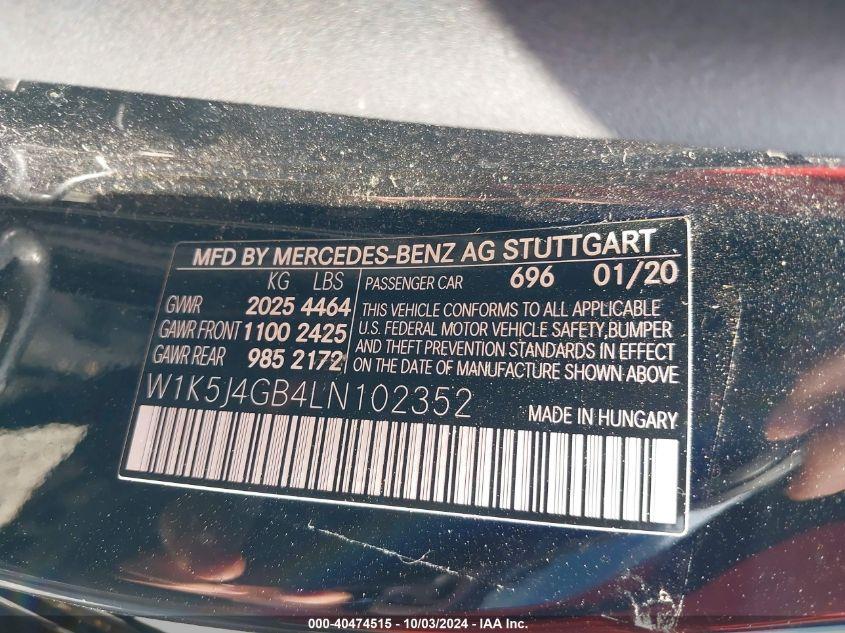 MFD BY MERCEDES-BENZ AG STUTTGART
KG LBS
GVWR 2025 4464
GAWR FRONT 1100 2425
GAWR REAR 985 2172
PASSENGER CAR 696 01/20
THIS VEHICLE CONFORMS TO ALL APPLICABLE
U.S. FEDERAL MOTOR VEHICLE SAFETY,BUMPER
AND THEFT PREVENTION STANDARDS IN EFFECT
ON THE DATE OF MANUFACTURE SHOWN ABOVE
W1K5J4GB4LN102352
MADE IN HUNGARY
000-40474515 - 10/03/2024 - IAA Inc.